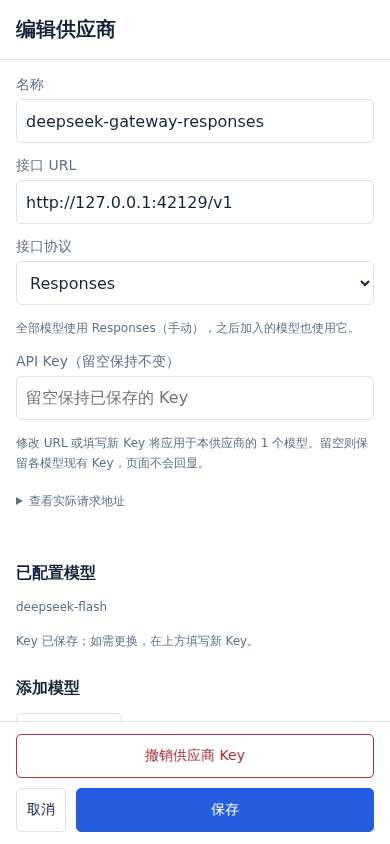 编辑供应商
名称
deepseek-gateway-responses
接口 URL
http://127.0.0.1:42129/v1
接口协议
Responses
全部模型使用 Responses（手动），之后加入的模型也使用它。
API Key（留空保持不变）
留空保持已保存的 Key
修改 URL 或填写新 Key 将应用于本供应商的 1 个模型。留空则保
留各模型现有 Key，页面不会回显。
查看实际请求地址
已配置模型
deepseek-flash
Key 已保存；如需更换，在上方填写新 Key。
添加模型
撤销供应商 Key
取消
保存